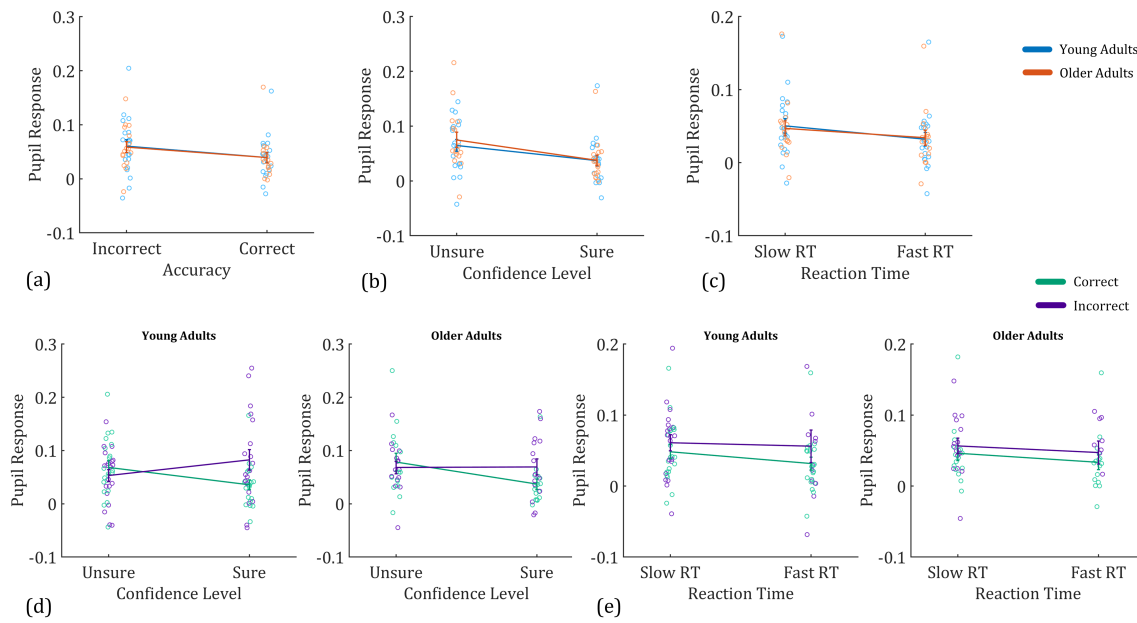 0.3
0.2
0.1
0
-0.1
Pupil Response
Incorrect Correct
Accuracy
(a)
0.3
0.2
0.1
0
-0.1
Pupil Response
Unsure Sure
Confidence Level
(b)
0.2
0.1
0
-0.1
Pupil Response
Slow RT Fast RT
Reaction Time
(c)
Young Adults
Older Adults
Correct
Incorrect
Young Adults
0.3
0.2
0.1
0
-0.1
Pupil Response
Unsure Sure
Confidence Level
(d)
Older Adults
0.3
0.2
0.1
0
-0.1
Pupil Response
Unsure Sure
Confidence Level
Young Adults
0.2
0.1
0
-0.1
Pupil Response
Slow RT Fast RT
Reaction Time
(e)
Older Adults
0.2
0.1
0
-0.1
Pupil Response
Slow RT Fast RT
Reaction Time